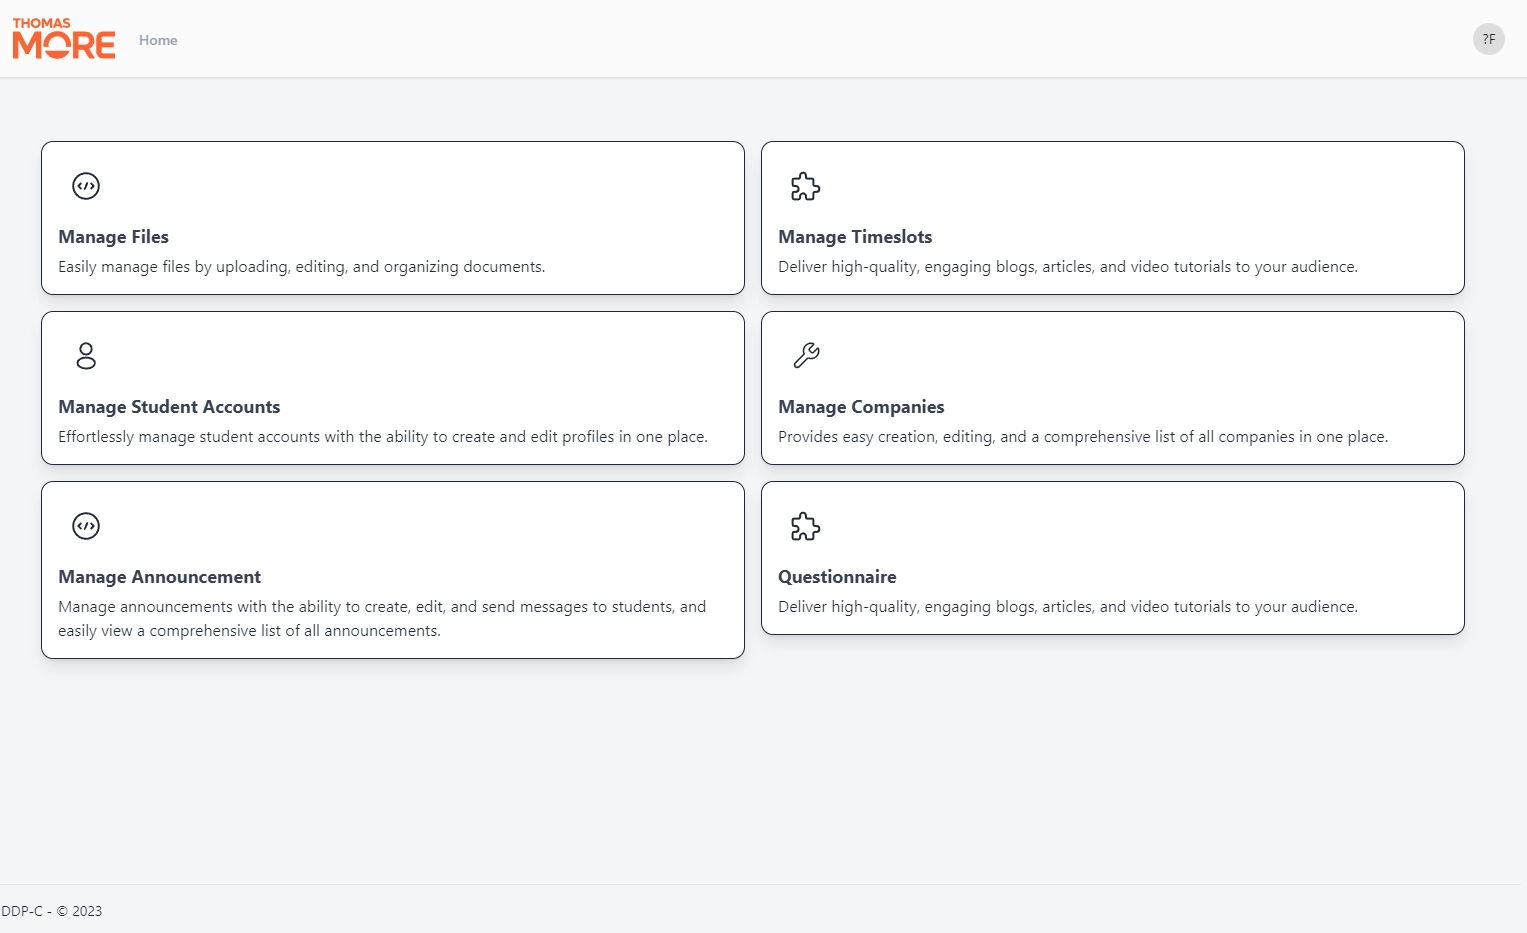 THOMAS
MORE
Home
?F
Manage Files
Easily manage files by uploading, editing, and organizing documents.
Manage Timeslots
Deliver high-quality, engaging blogs, articles, and video tutorials to your audience.
Manage Student Accounts
Effortlessly manage student accounts with the ability to create and edit profiles in one place.
Manage Companies
Provides easy creation, editing, and a comprehensive list of all companies in one place.
Manage Announcement
Manage announcements with the ability to create, edit, and send messages to students, and
easily view a comprehensive list of all announcements.
Questionnaire
Deliver high-quality, engaging blogs, articles, and video tutorials to your audience.
DDP-C - © 2023